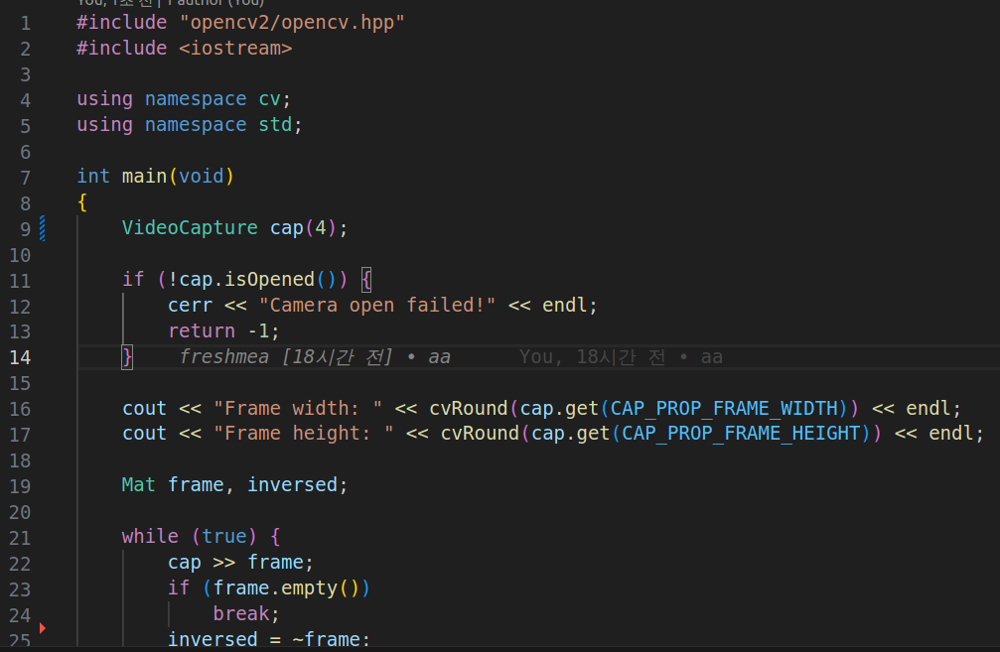 You, 1초 전 | 1 author (You)
1 #include "opencv2/opencv.hpp"
2 #include <iostream>
3
4 using namespace cv;
5 using namespace std;
6
7 int main(void)
8 {
9 VideoCapture cap(4);
10
11 if (!cap.isOpened()) {
12 cerr << "Camera open failed!" << endl;
13 return -1;
14 } freshmea [18시간 전] • aa You, 18시간 전 • aa
15
16 cout << "Frame width: " << cvRound(cap.get(CAP_PROP_FRAME_WIDTH)) << endl;
17 cout << "Frame height: " << cvRound(cap.get(CAP_PROP_FRAME_HEIGHT)) << endl;
18
19 Mat frame, inversed;
20
21 while (true) {
22 cap >> frame;
23 if (frame.empty())
24 break;
25 inversed = ~frame;